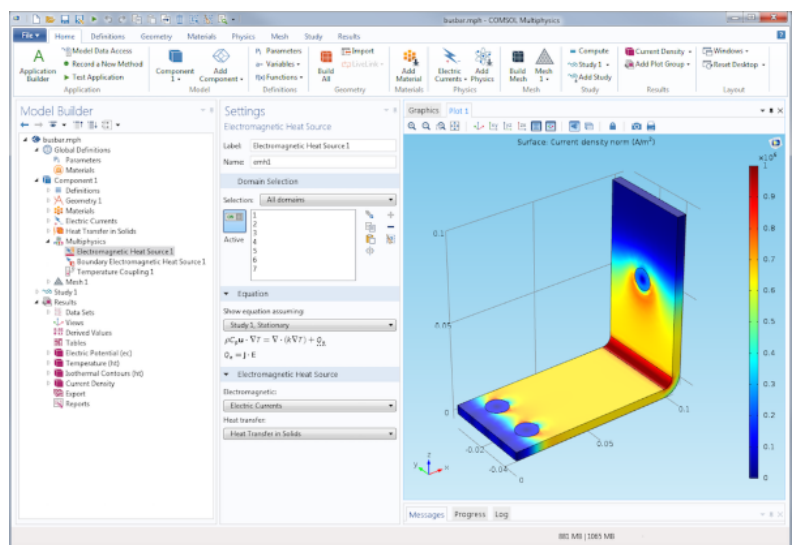 busbar.mph - COMSOL Multiphysics
File Home Definitions Geometry Materials Physics Mesh Study Results
Application Builder
Model Data Access
Record a New Method
Test Application
Application
Component 1
Add Component
Model
Pi Parameters
a= Variables
f(x) Functions
Definitions
Build All
Import
LiveLink
Geometry
Add Material
Materials
Electric Currents
Add Physics
Physics
Build Mesh
Mesh 1
Mesh
Compute
Study 1
Add Study
Study
Current Density
Add Plot Group
Results
Windows
Reset Desktop
Layout
Model Builder
busbar.mph
Global Definitions
Pi Parameters
Materials
Component 1
Definitions
Geometry 1
Materials
Electric Currents
Heat Transfer in Solids
Multiphysics
Electromagnetic Heat Source 1
Boundary Electromagnetic Heat Source 1
Temperature Coupling 1
Mesh 1
Study 1
Results
Data Sets
Views
Derived Values
Tables
Electric Potential (ec)
Temperature (ht)
Isothermal Contours (ht)
Current Density
Export
Reports
Settings
Electromagnetic Heat Source
Label: Electromagnetic Heat Source 1
Name: emh1
Domain Selection
Selection: All domains
Active
1
2
3
4
5
6
7
Equation
Show equation assuming:
Study 1, Stationary
ρCₚu · ∇T = ∇ · (k∇T) + Qₑ
Qₑ = J · E
Electromagnetic Heat Source
Electromagnetic:
Electric Currents
Heat transfer:
Heat Transfer in Solids
Graphics Plot 1
Surface: Current density norm (A/m²)
0.1
0.05
0
-0.02
-0.04
0
0.05
0.1
y z x
×10⁶
1
0.9
0.8
0.7
0.6
0.5
0.4
0.3
0.2
0.1
0
Messages Progress Log
881 MB | 1065 MB